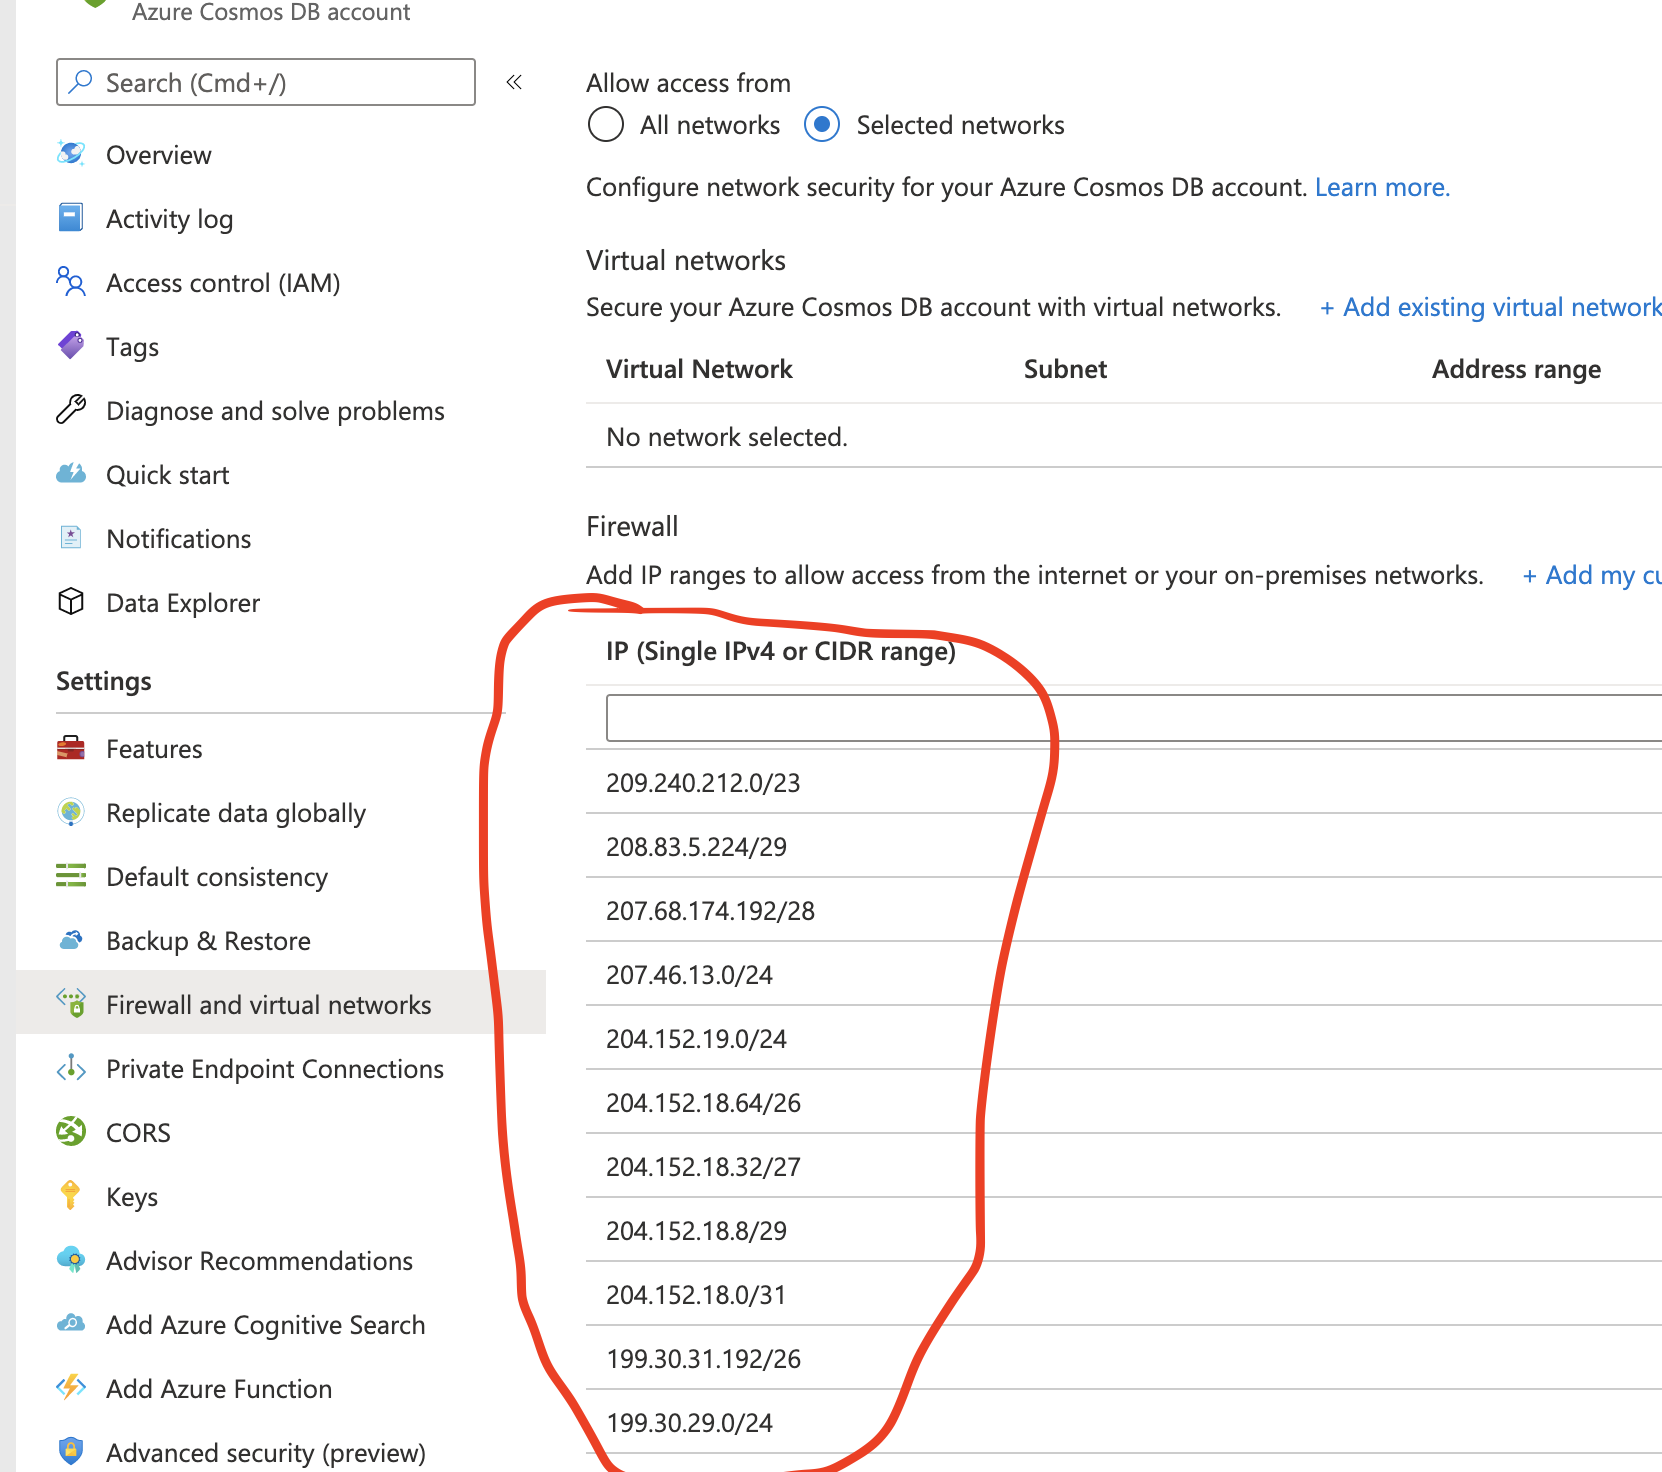 Azure Cosmos DB account
Search (Cmd+/)
«
Overview
Activity log
Access control (IAM)
Tags
Diagnose and solve problems
Quick start
Notifications
Data Explorer
Settings
Features
Replicate data globally
Default consistency
Backup & Restore
Firewall and virtual networks
Private Endpoint Connections
CORS
Keys
Advisor Recommendations
Add Azure Cognitive Search
Add Azure Function
Advanced security (preview)
Allow access from
All networks Selected networks
Configure network security for your Azure Cosmos DB account. Learn more.
Virtual networks
Secure your Azure Cosmos DB account with virtual networks. + Add existing virtual network
Virtual Network Subnet Address range
No network selected.
Firewall
Add IP ranges to allow access from the internet or your on-premises networks. + Add my cu
IP (Single IPv4 or CIDR range)
209.240.212.0/23
208.83.5.224/29
207.68.174.192/28
207.46.13.0/24
204.152.19.0/24
204.152.18.64/26
204.152.18.32/27
204.152.18.8/29
204.152.18.0/31
199.30.31.192/26
199.30.29.0/24